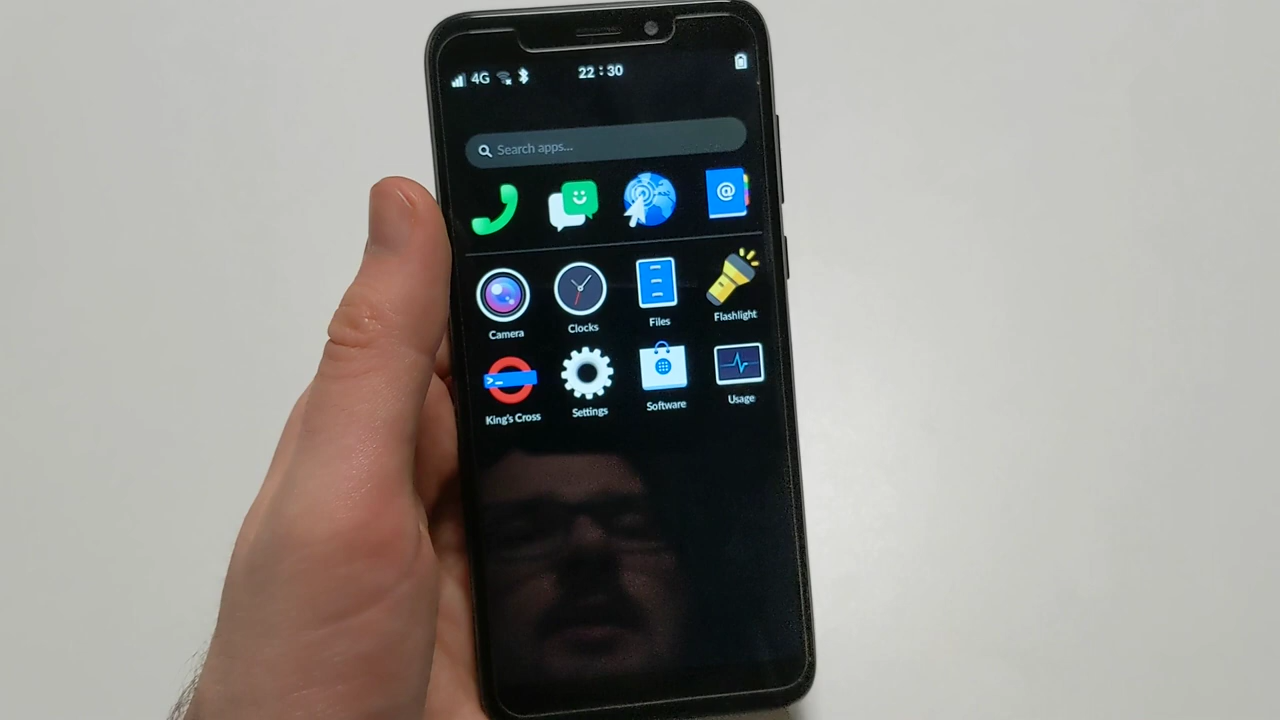 4G 22:30
Search apps...
@
Camera Clocks Files Flashlight
>_
King's Cross Settings Software Usage